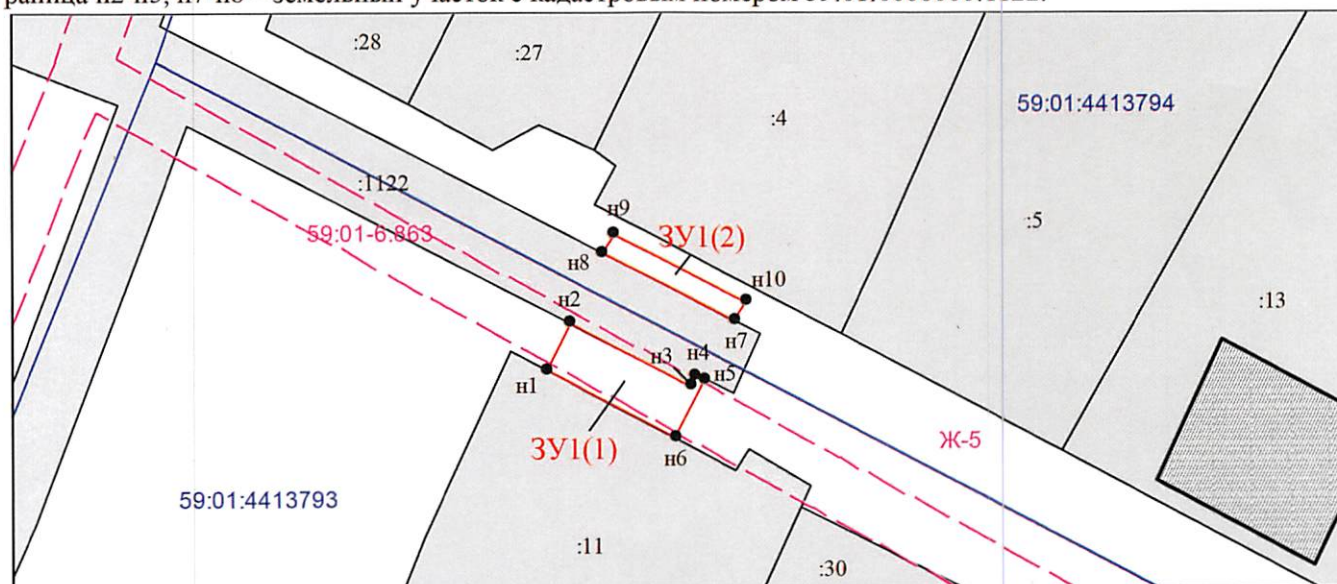 :28
:27
:4
59:01:4413794
:1122
59:01-6.863
:5
н9
ЗУ1(2)
н8
н10
н7
:13
н2
н3
н4
н5
н1
ЗУ1(1)
н6
Ж-5
59:01:4413793
:11
:30